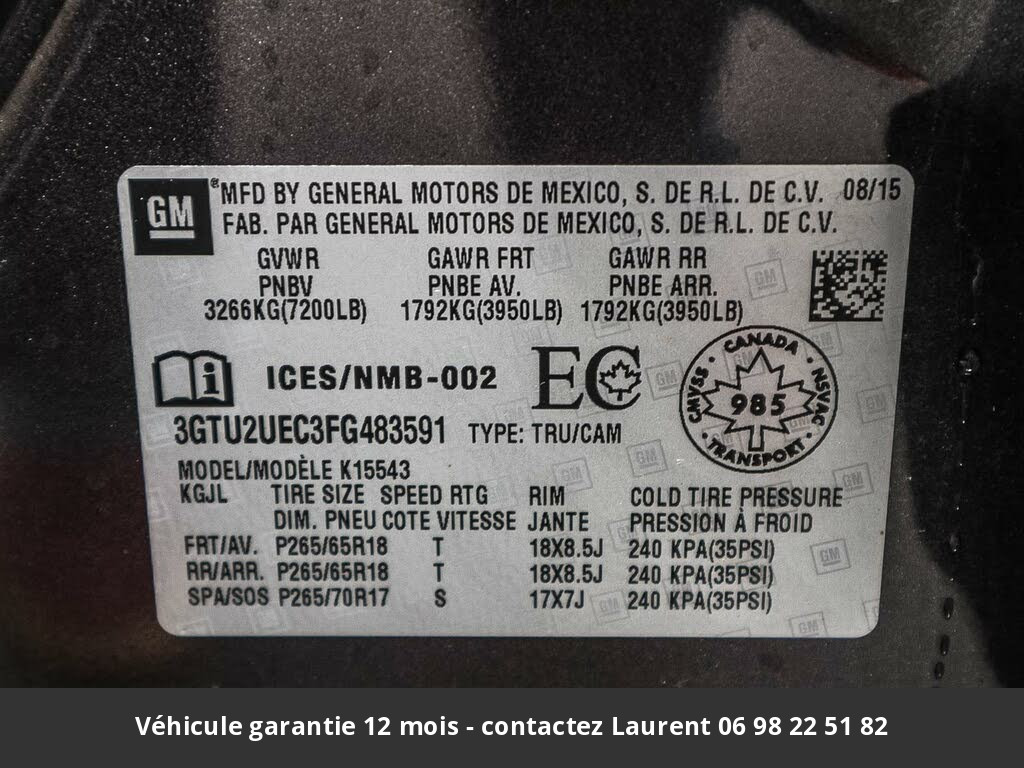 GM
®MFD BY GENERAL MOTORS DE MEXICO, S. DE R.L. DE C.V. 08/15
FAB. PAR GENERAL MOTORS DE MEXICO, S. DE R.L. DE C.V.
GVWR GAWR FRT GAWR RR
PNBV PNBE AV. PNBE ARR.
3266KG(7200LB) 1792KG(3950LB) 1792KG(3950LB)
i ICES/NMB-002 EC
CANADA
CMVSS 985 NSVAC
TRANSPORT
3GTU2UEC3FG483591 TYPE: TRU/CAM
MODEL/MODÈLE K15543
KGJL TIRE SIZE SPEED RTG RIM COLD TIRE PRESSURE
DIM. PNEU COTE VITESSE JANTE PRESSION À FROID
FRT/AV. P265/65R18 T 18X8.5J 240 KPA(35PSI)
RR/ARR. P265/65R18 T 18X8.5J 240 KPA(35PSI)
SPA/SOS P265/70R17 S 17X7J 240 KPA(35PSI)
Véhicule garantie 12 mois - contactez Laurent 06 98 22 51 82